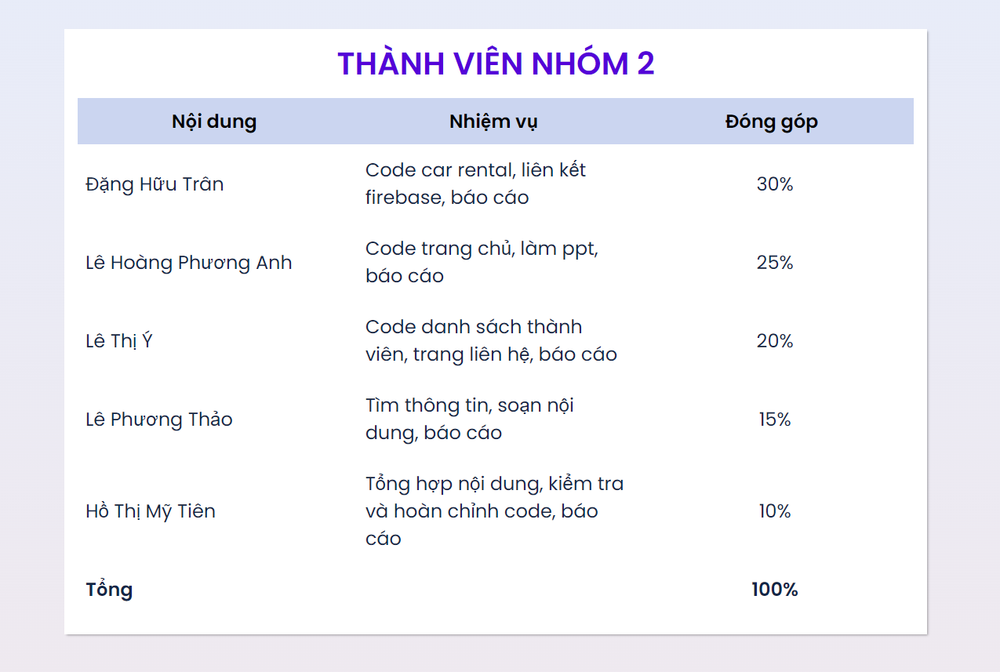 THÀNH VIÊN NHÓM 2
Nội dung Nhiệm vụ Đóng góp
Đặng Hữu Trân
Code car rental, liên kết
firebase, báo cáo
30%
Lê Hoàng Phương Anh
Code trang chủ, làm ppt,
báo cáo
25%
Lê Thị Ý
Code danh sách thành
viên, trang liên hệ, báo cáo
20%
Lê Phương Thảo
Tìm thông tin, soạn nội
dung, báo cáo
15%
Hồ Thị Mỹ Tiên
Tổng hợp nội dung, kiểm tra
và hoàn chỉnh code, báo
cáo
10%
Tổng 100%